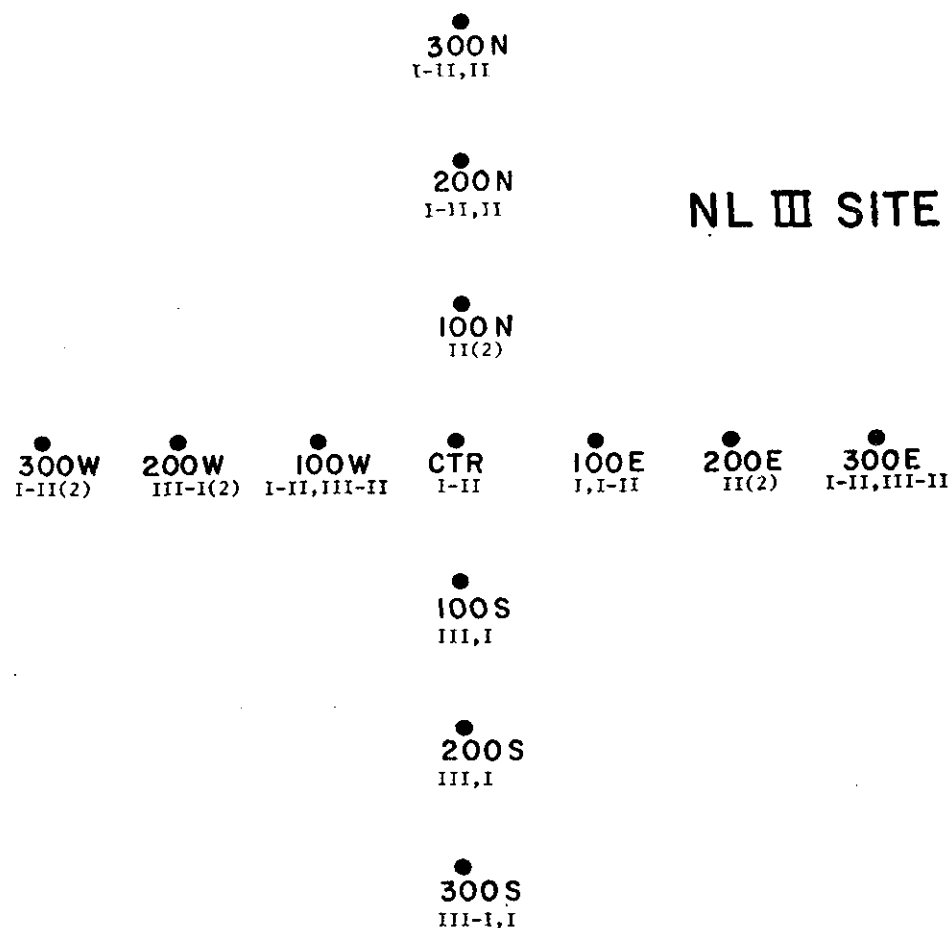 300N
I-II,II
200N
I-II,II
NL III SITE
100N
II(2)
300W 200W 100W CTR 100E 200E 300E
I-II(2) III-I(2) I-II,III-II I-II I,I-II II(2) I-II,III-II
100S
III,I
200S
III,I
300S
III-I,I